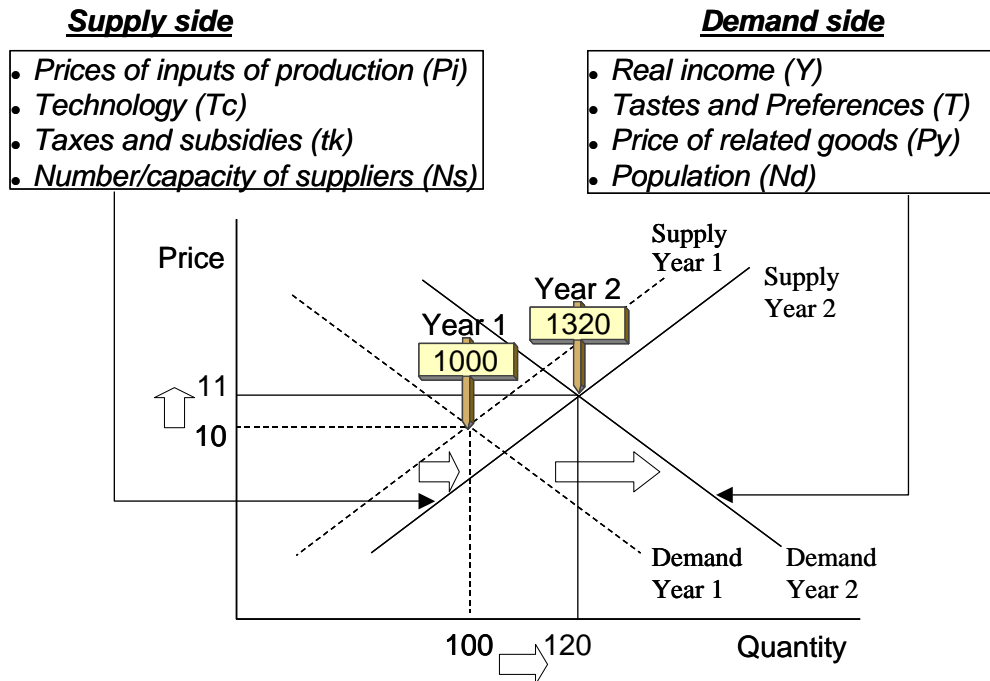 Supply side
Demand side
• Prices of inputs of production (Pi)
• Technology (Tc)
• Taxes and subsidies (tk)
• Number/capacity of suppliers (Ns)
• Real income (Y)
• Tastes and Preferences (T)
• Price of related goods (Py)
• Population (Nd)
Price
Supply
Year 1
Supply
Year 2
Year 2
1320
Year 1
1000
11
10
Demand
Year 1
Demand
Year 2
100
120
Quantity